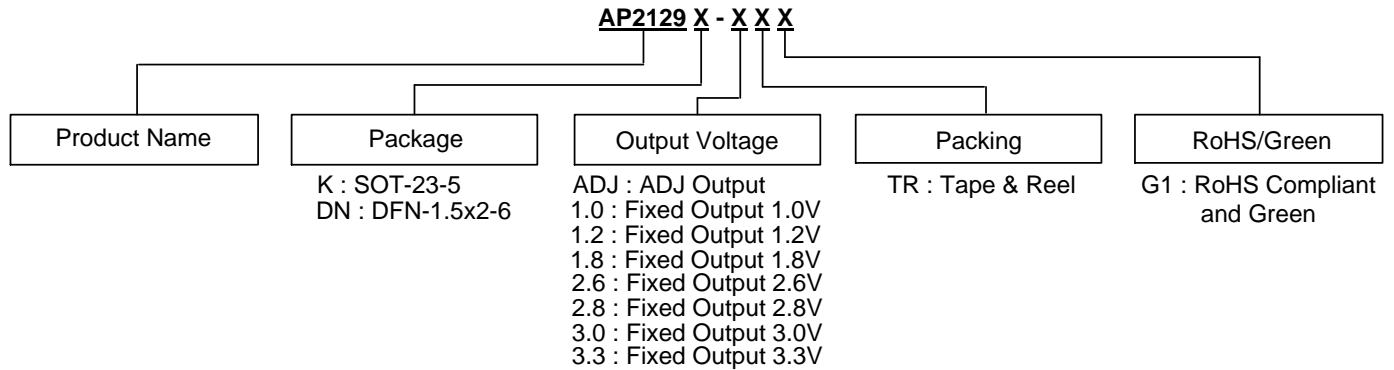 AP2129 X - X X X
Product Name
Package
Output Voltage
Packing
RoHS/Green
K : SOT-23-5
DN : DFN-1.5x2-6
ADJ : ADJ Output
1.0 : Fixed Output 1.0V
1.2 : Fixed Output 1.2V
1.8 : Fixed Output 1.8V
2.6 : Fixed Output 2.6V
2.8 : Fixed Output 2.8V
3.0 : Fixed Output 3.0V
3.3 : Fixed Output 3.3V
TR : Tape & Reel
G1 : RoHS Compliant
and Green